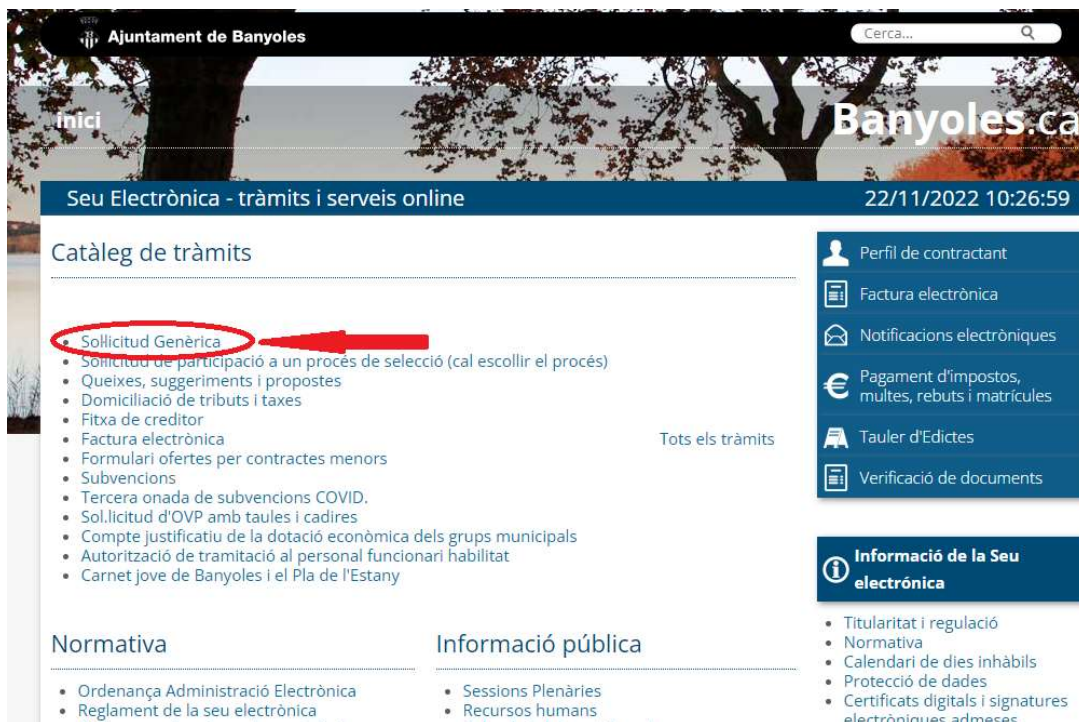 Ajuntament de Banyoles
Cerca...
inici
Banyoles.ca
Seu Electrònica - tràmits i serveis online
22/11/2022 10:26:59
Catàleg de tràmits
Sol·licitud Genèrica
Sol·licitud de participació a un procés de selecció (cal escollir el procés)
Queixes, suggeriments i propostes
Domiciliació de tributs i taxes
Fitxa de creditor
Factura electrònica
Formulari ofertes per contractes menors
Subvencions
Tercera onada de subvencions COVID.
Sol.licitud d'OVP amb taules i cadires
Compte justificatiu de la dotació econòmica dels grups municipals
Autorització de tramitació al personal funcionari habilitat
Carnet jove de Banyoles i el Pla de l'Estany
Tots els tràmits
Perfil de contractant
Factura electrònica
Notificacions electròniques
Pagament d'impostos,
multes, rebuts i matrícules
Tauler d'Edictes
Verificació de documents
Informació de la Seu
electrónica
Titularitat i regulació
Normativa
Calendari de dies inhàbils
Protecció de dades
Certificats digitals i signatures
electròniques admeses
Normativa
Ordenança Administració Electrònica
Reglament de la seu electrònica
Informació pública
Sessions Plenàries
Recursos humans